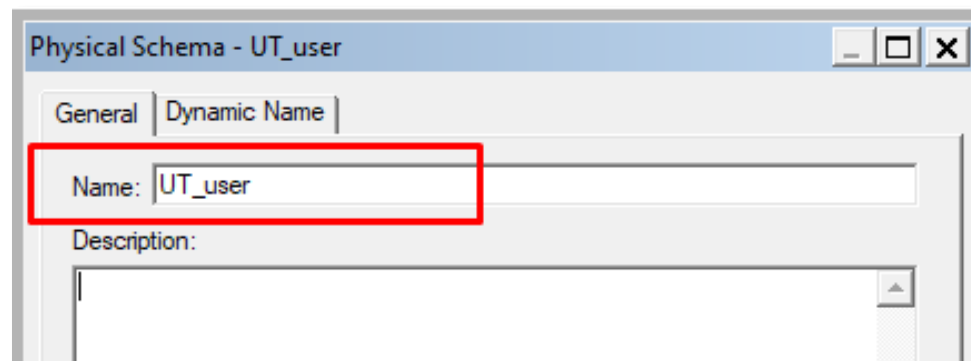 Physical Schema - UT_user
General Dynamic Name
Name: UT_user
Description: